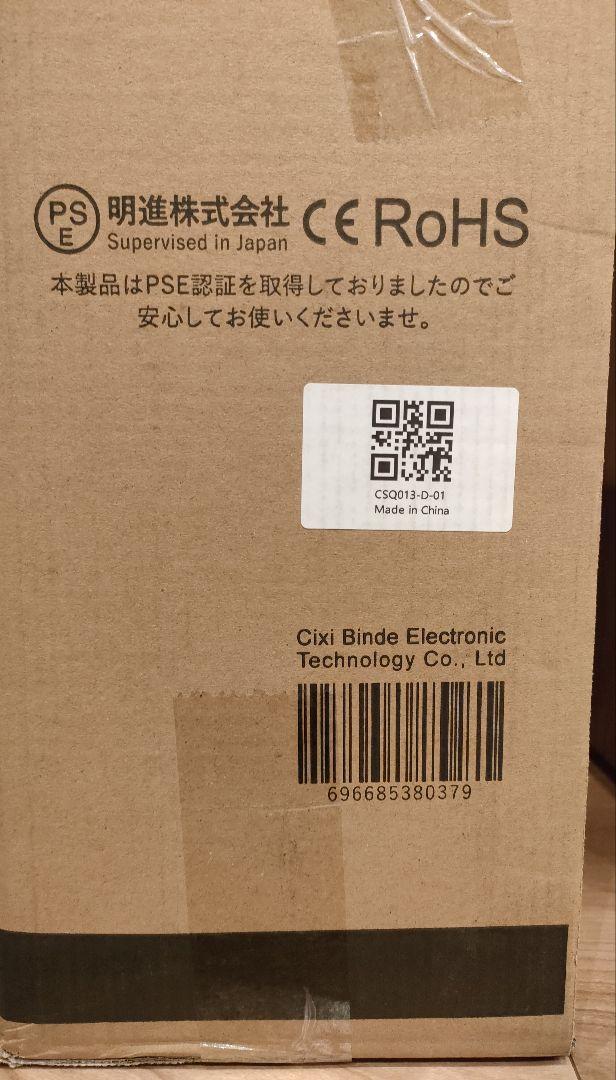 PSE 明進株式会社 CE RoHS
Supervised in Japan
本製品はPSE認証を取得しておりましたのでご
安心してお使いくださいませ。
CSQ013-D-01
Made in China
Cixi Binde Electronic
Technology Co., Ltd
696685380379